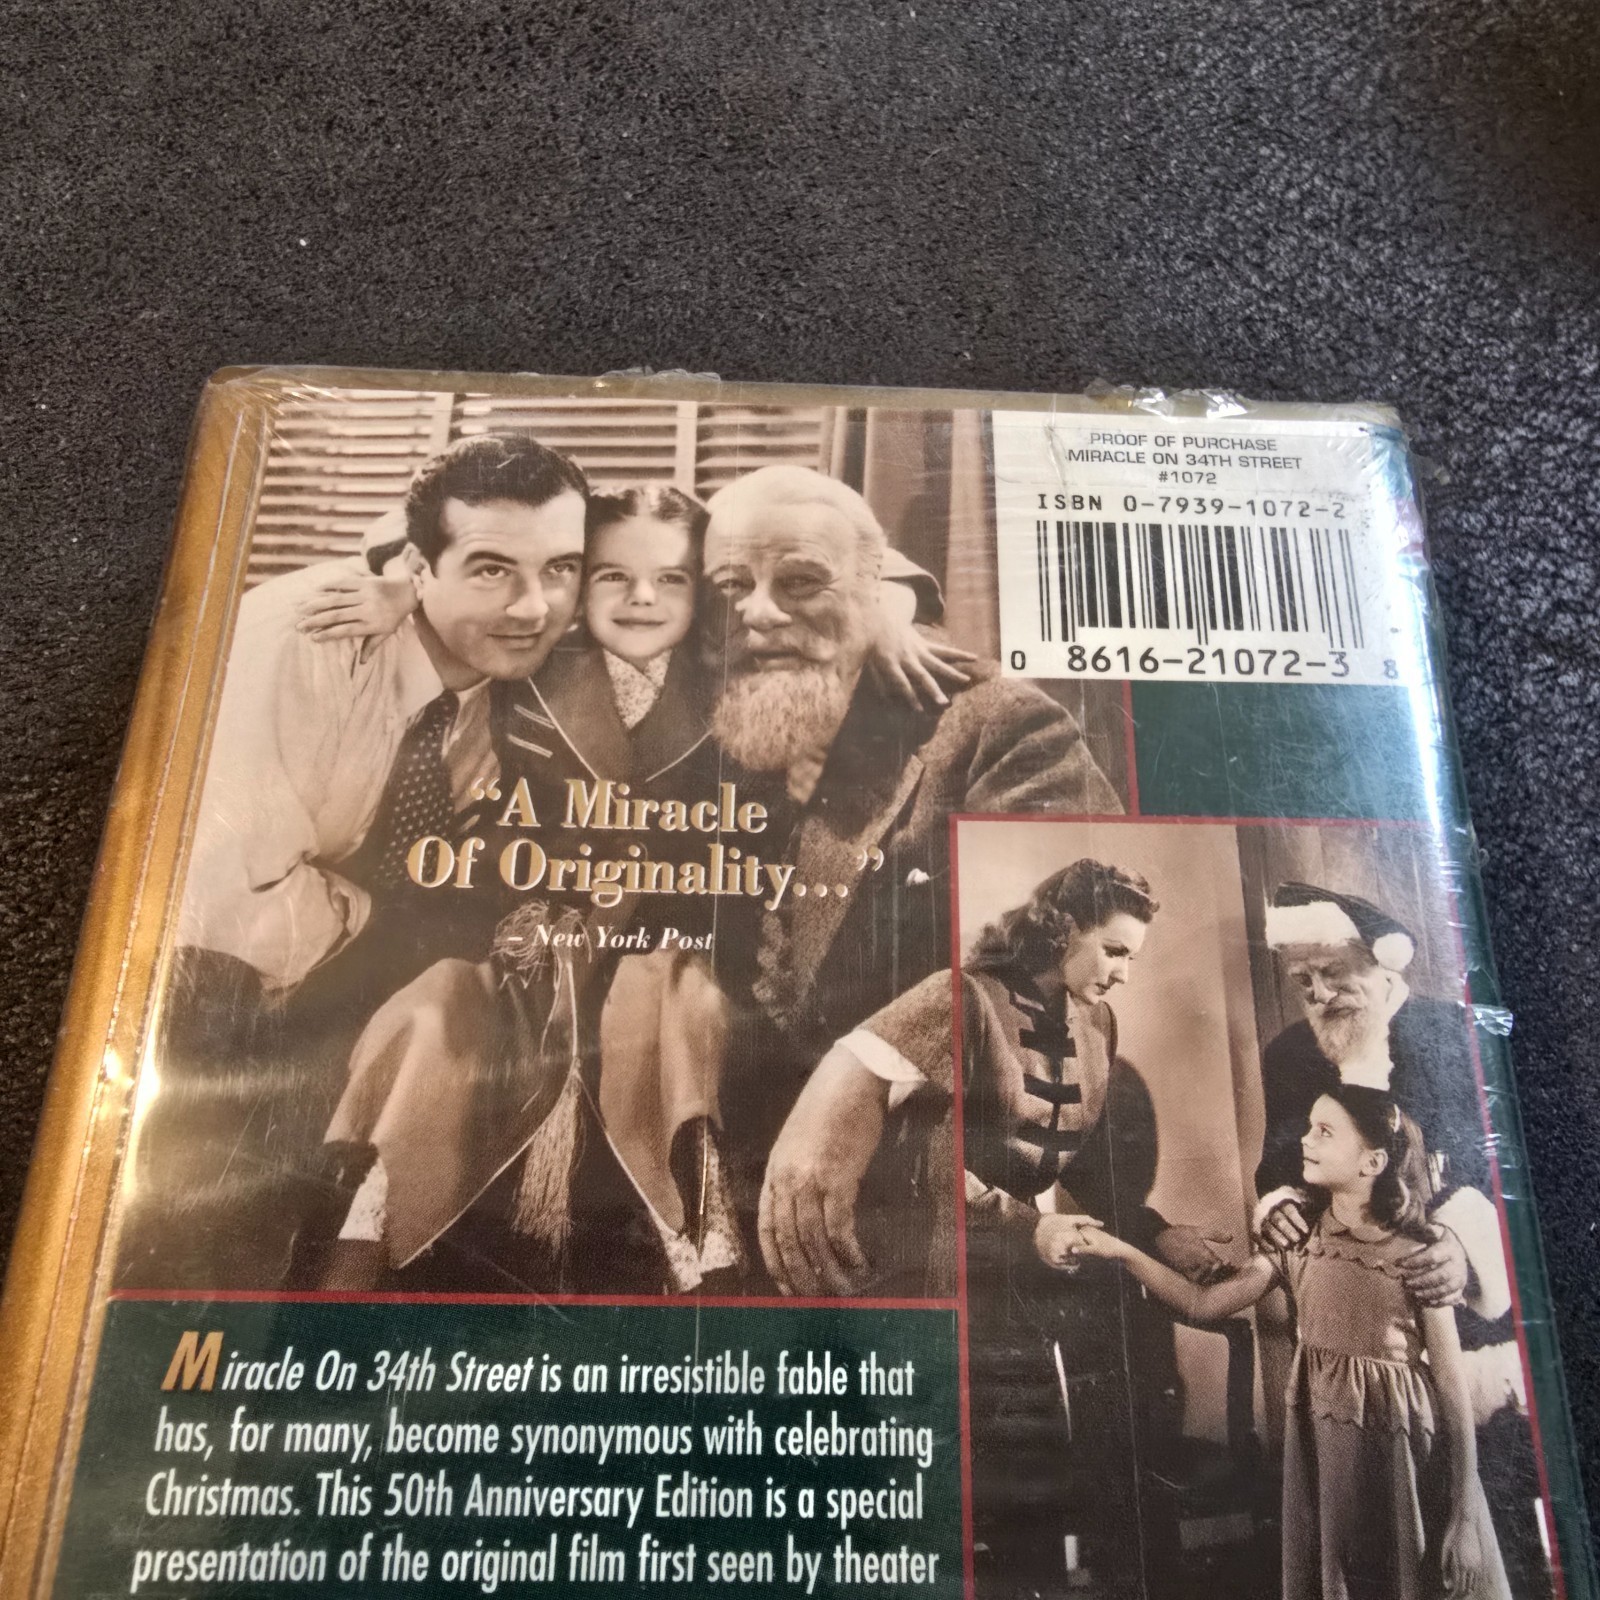 PROOF OF PURCHASE
MIRACLE ON 34TH STREET
#1072
ISBN 0-7939-1072-2
0 8616-21072-3 8
“A Miracle
Of Originality...”
– New York Post
Miracle On 34th Street is an irresistible fable that
has, for many, become synonymous with celebrating
Christmas. This 50th Anniversary Edition is a special
presentation of the original film first seen by theater